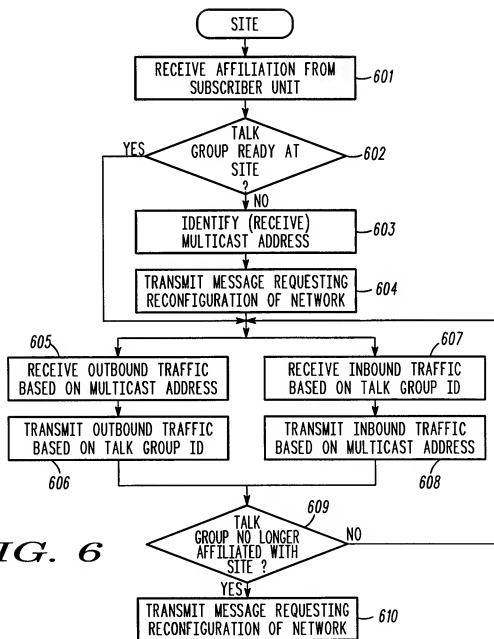 SITE
RECEIVE AFFILIATION FROM
SUBSCRIBER UNIT
601
TALK
GROUP READY AT
SITE
?
602
YES
NO
IDENTIFY (RECEIVE)
MULTICAST ADDRESS
603
TRANSMIT MESSAGE REQUESTING
RECONFIGURATION OF NETWORK
604
605
607
RECEIVE OUTBOUND TRAFFIC
BASED ON MULTICAST ADDRESS
RECEIVE INBOUND TRAFFIC
BASED ON TALK GROUP ID
TRANSMIT OUTBOUND TRAFFIC
BASED ON TALK GROUP ID
TRANSMIT INBOUND TRAFFIC
BASED ON MULTICAST ADDRESS
606
608
609
TALK
GROUP NO LONGER
AFFILIATED WITH
SITE ?
NO
YES
IG. 6
TRANSMIT MESSAGE REQUESTING
RECONFIGURATION OF NETWORK
610